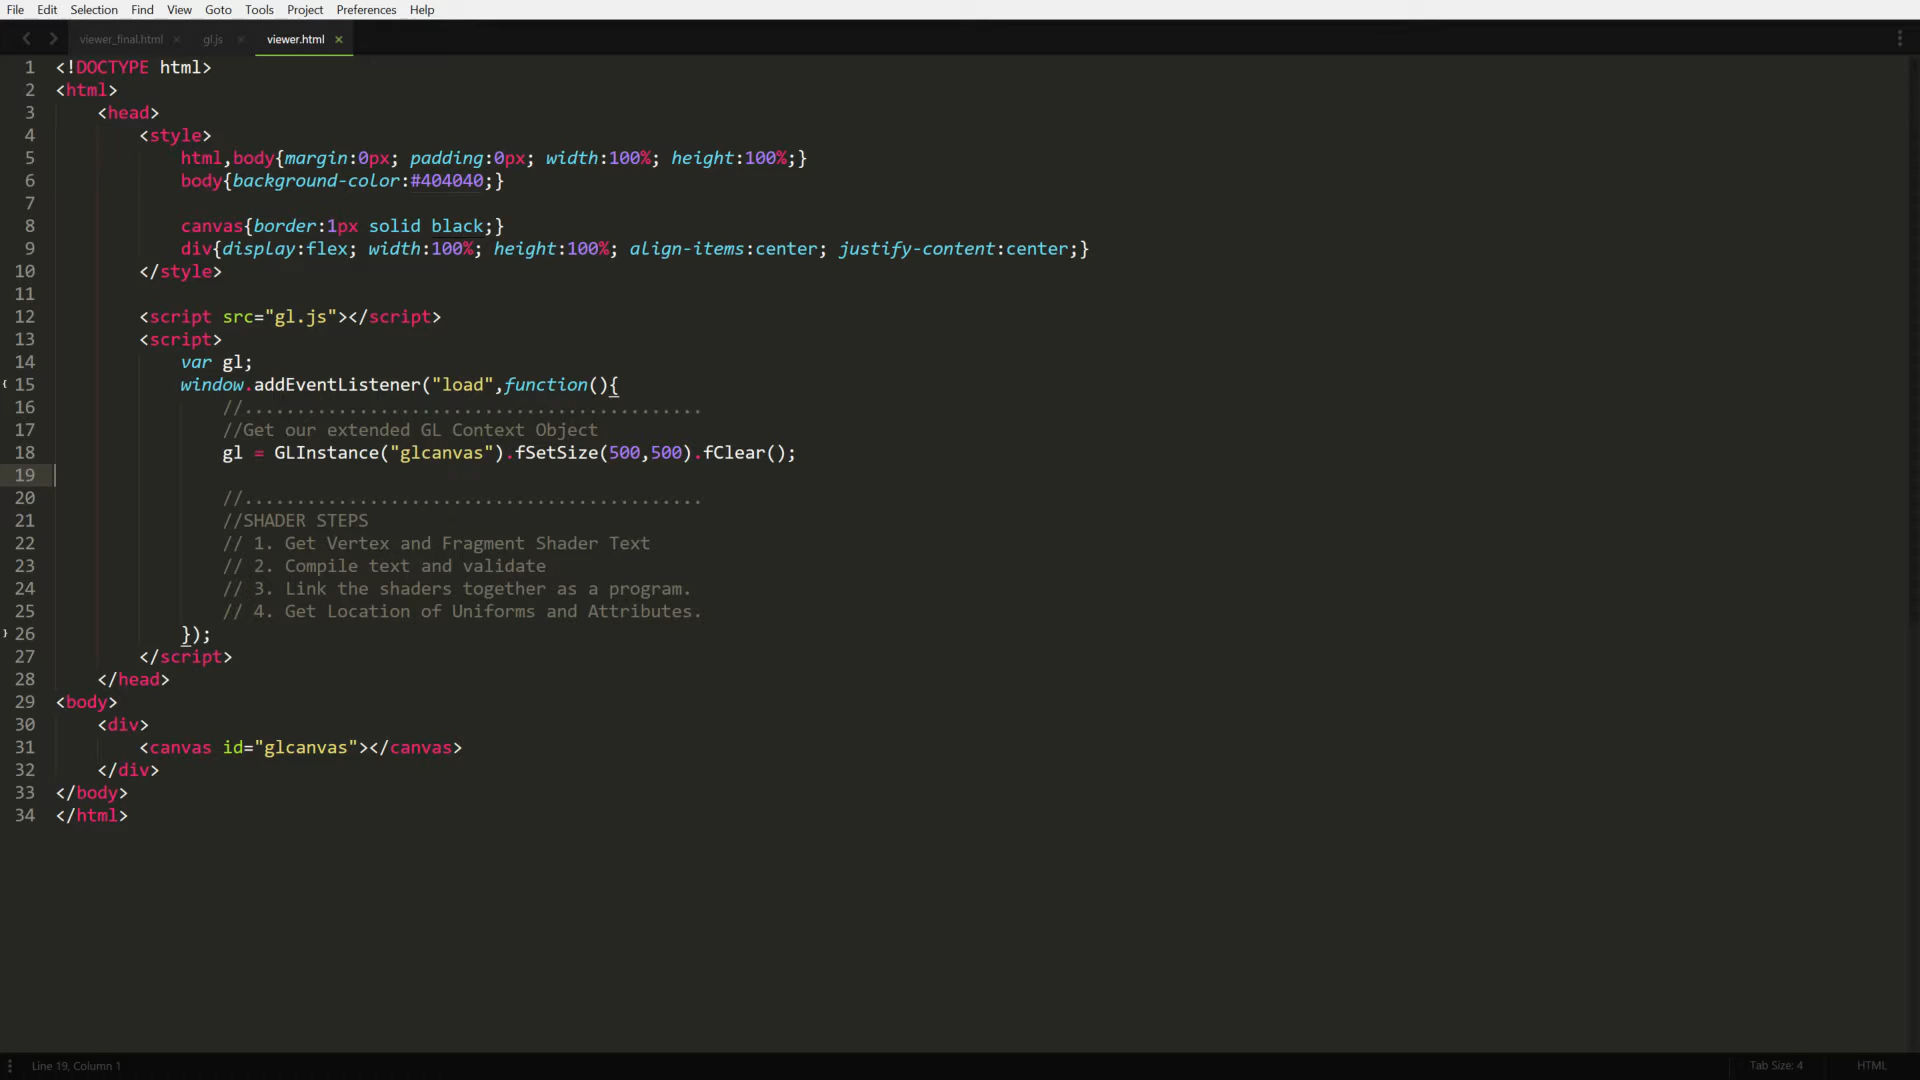 File Edit Selection Find View Goto Tools Project Preferences Help
viewer_final.html × gl.js × viewer.html ×
1 <!DOCTYPE html>
2 <html>
3 <head>
4 <style>
5 html,body{margin:0px; padding:0px; width:100%; height:100%;}
6 body{background-color:#404040;}
7
8 canvas{border:1px solid black;}
9 div{display:flex; width:100%; height:100%; align-items:center; justify-content:center;}
10 </style>
11
12 <script src="gl.js"></script>
13 <script>
14 var gl;
{ 15 window.addEventListener("load",function(){
16 //............................................
17 //Get our extended GL Context Object
18 gl = GLInstance("glcanvas").fSetSize(500,500).fClear();
19
20 //............................................
21 //SHADER STEPS
22 // 1. Get Vertex and Fragment Shader Text
23 // 2. Compile text and validate
24 // 3. Link the shaders together as a program.
25 // 4. Get Location of Uniforms and Attributes.
} 26 });
27 </script>
28 </head>
29 <body>
30 <div>
31 <canvas id="glcanvas"></canvas>
32 </div>
33 </body>
34 </html>
Line 19, Column 1 Tab Size: 4 HTML